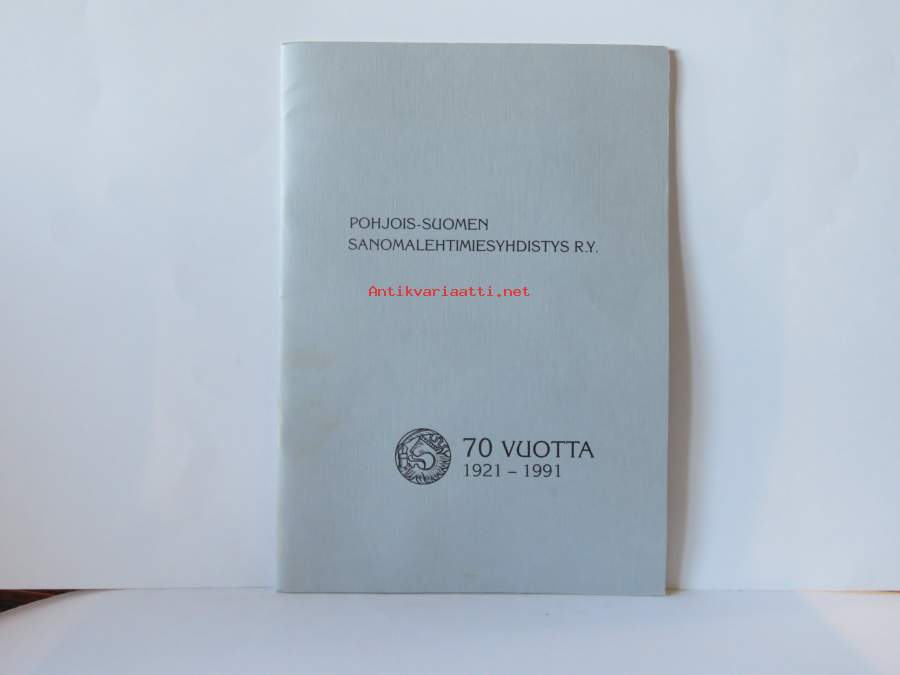 POHJOIS-SUOMEN
SANOMALEHTIMIESYHDISTYS R.Y.
Antikvariaatti.net
70 VUOTTA
1921 – 1991